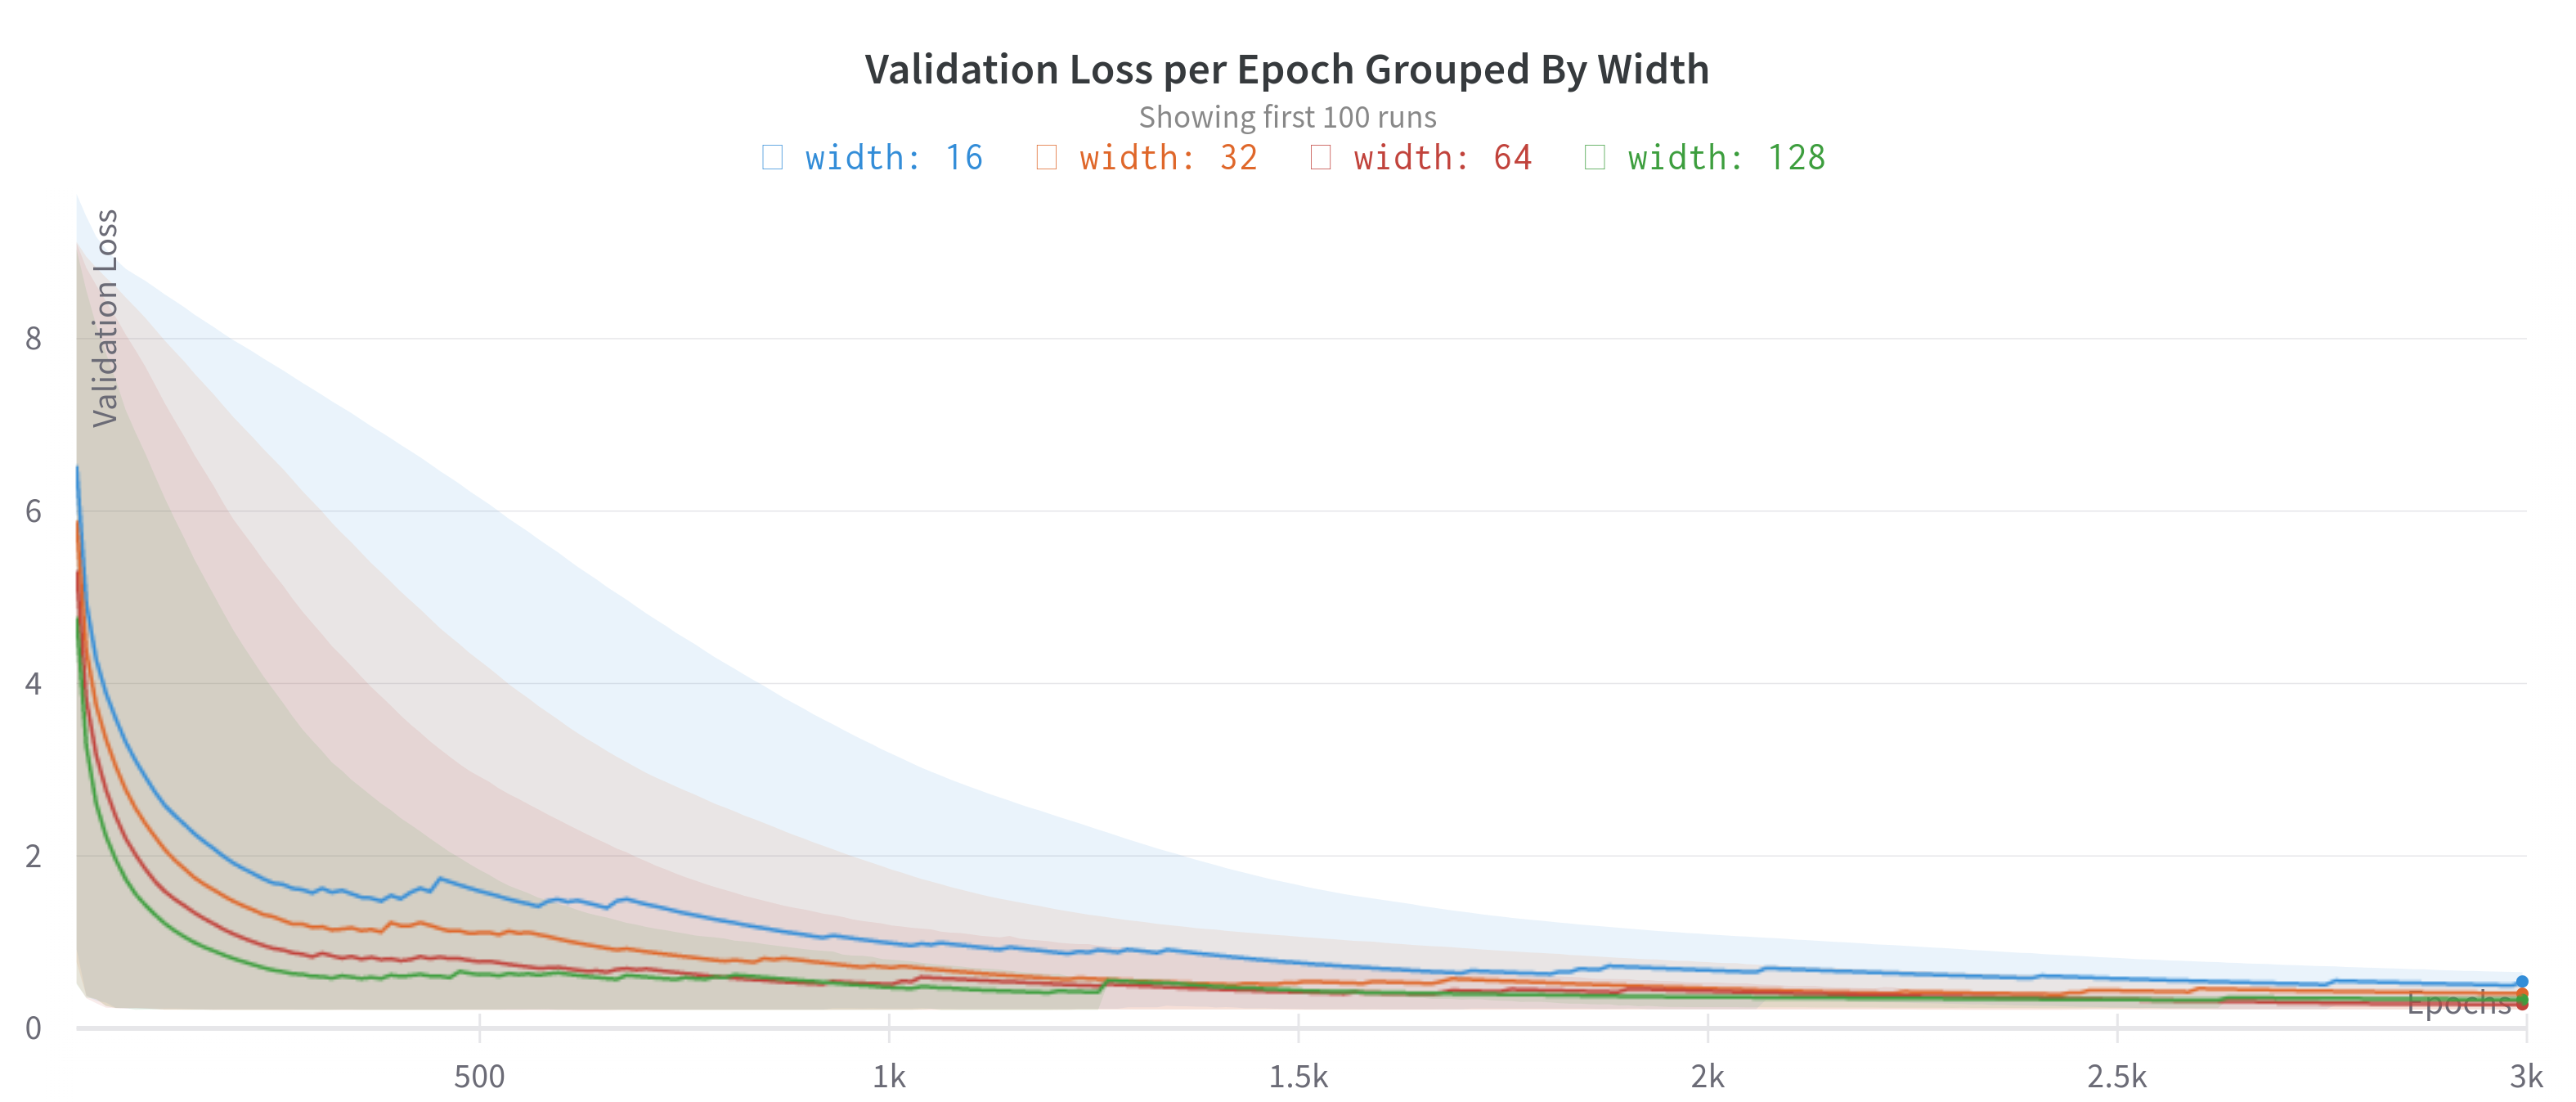 Validation Loss per Epoch Grouped By Width
Showing first 100 runs
width: 16 width: 32 width: 64 width: 128
Validation Loss
8
6
4
2
0
Epochs
500 1k 1.5k 2k 2.5k 3k